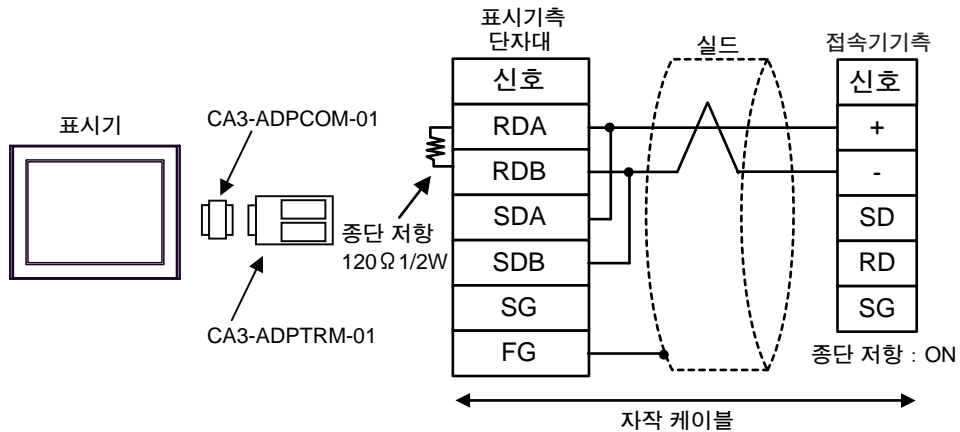 표시기
CA3-ADPCOM-01
CA3-ADPTRM-01
종단 저항
120Ω 1/2W
표시기측
단자대
신호
RDA
RDB
SDA
SDB
SG
FG
실드
접속기기측
신호
+
-
SD
RD
SG
종단 저항 : ON
자작 케이블